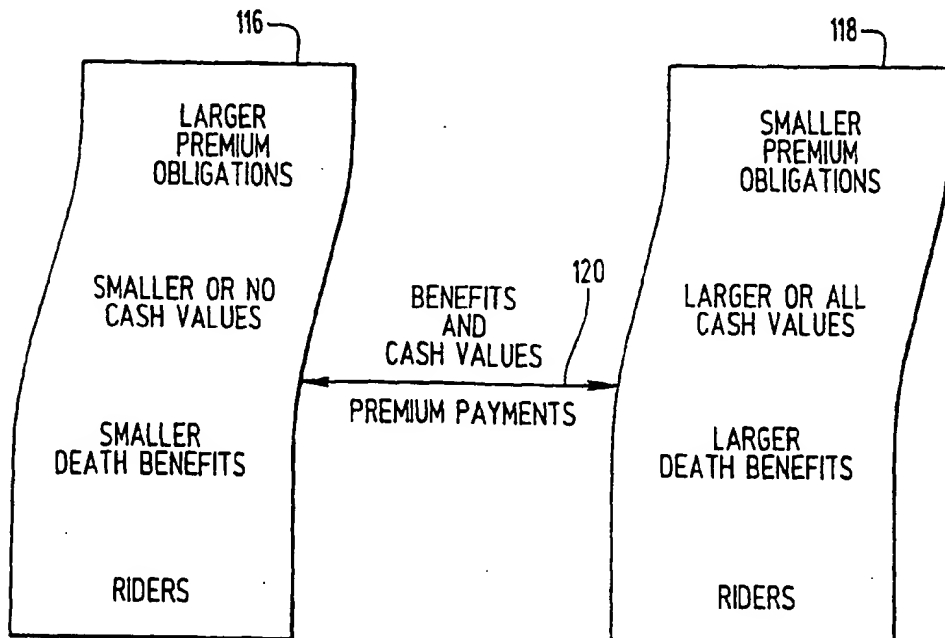 116
LARGER
PREMIUM
OBLIGATIONS
SMALLER OR NO
CASH VALUES
SMALLER
DEATH BENEFITS
RIDERS
120
BENEFITS
AND
CASH VALUES
PREMIUM PAYMENTS
118
SMALLER
PREMIUM
OBLIGATIONS
LARGER OR ALL
CASH VALUES
LARGER
DEATH BENEFITS
RIDERS